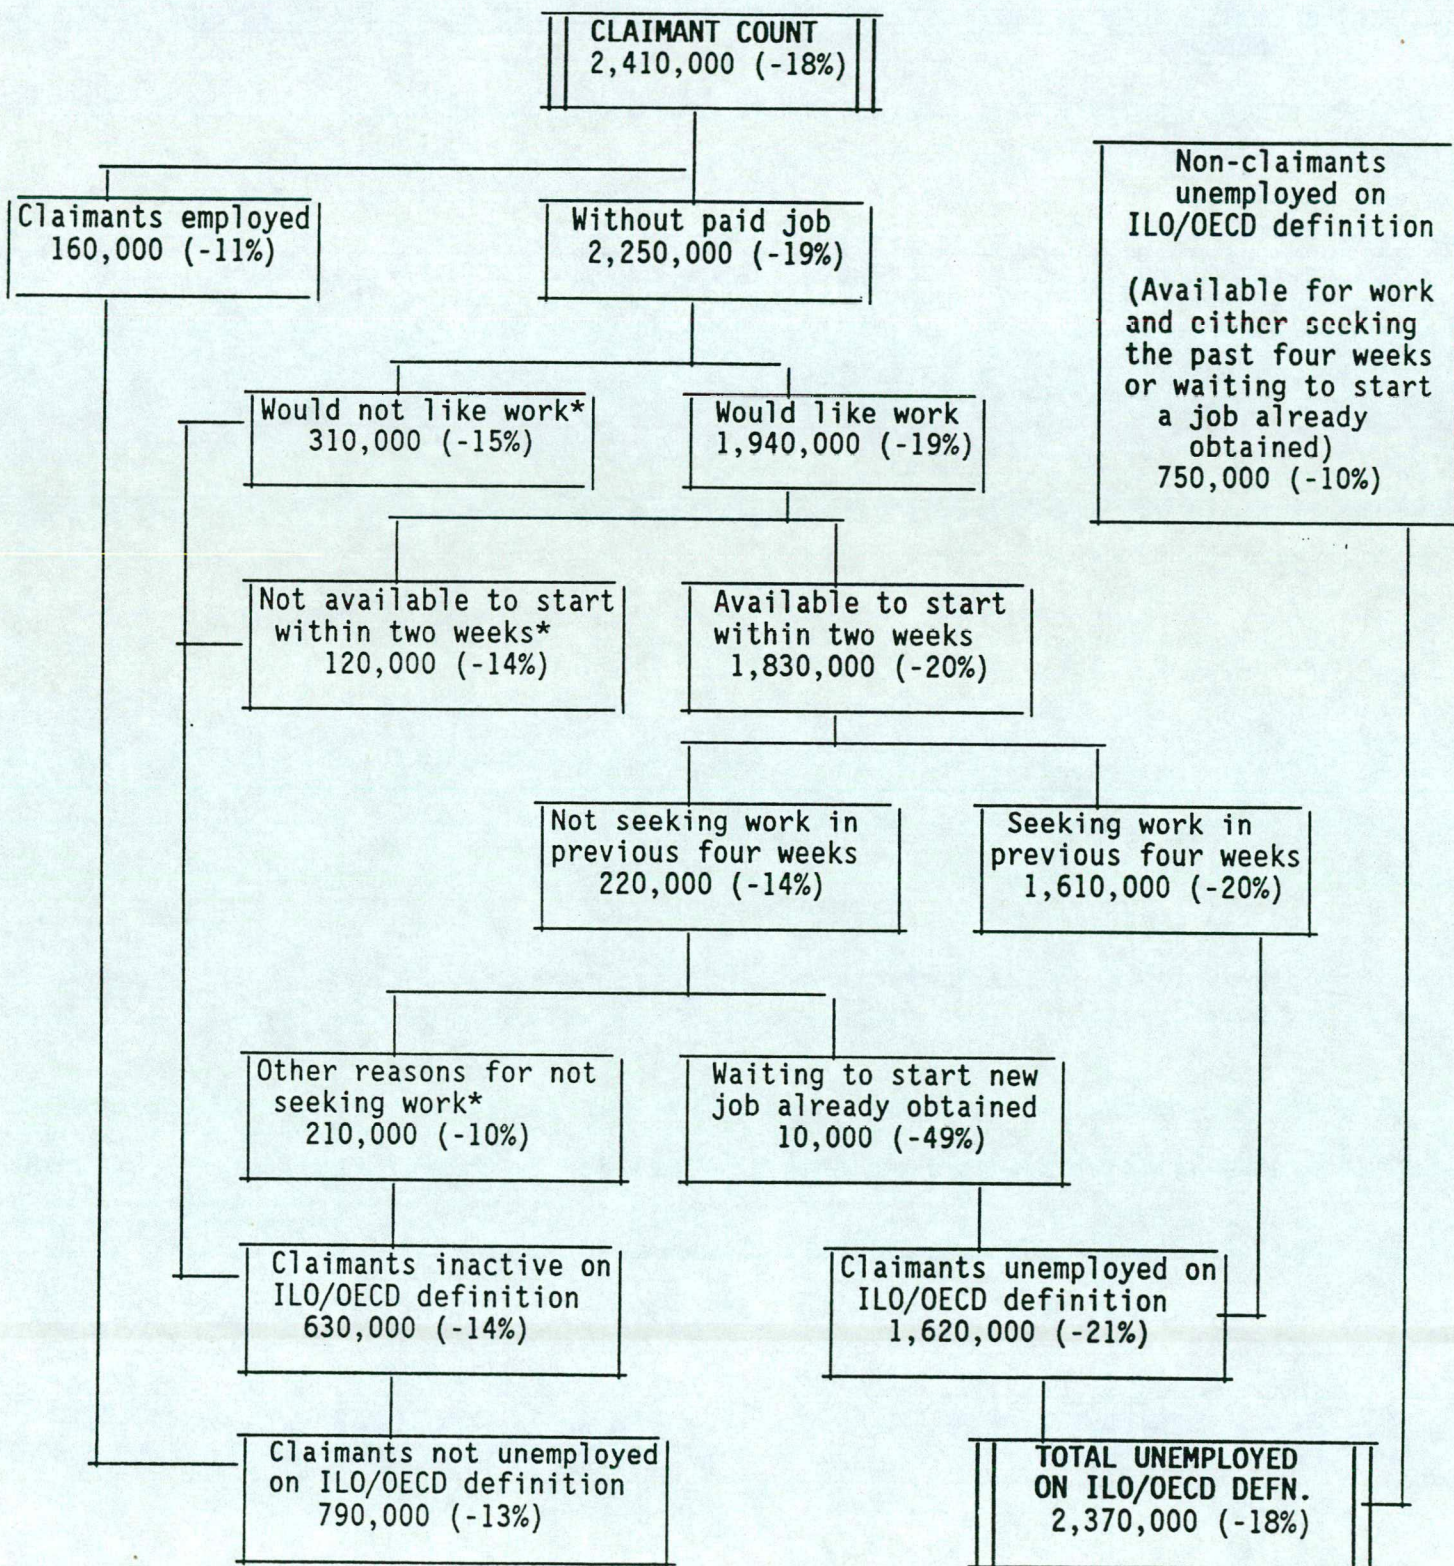 CLAIMANT COUNT
2,410,000 (-18%)
Non-claimants
unemployed on
ILO/OECD definition
(Available for work
and either seeking
the past four weeks
or waiting to start
a job already
obtained)
750,000 (-10%)
Claimants employed
160,000 (-11%)
Without paid job
2,250,000 (-19%)
Would not like work*
310,000 (-15%)
Would like work
1,940,000 (-19%)
Not available to start
within two weeks*
120,000 (-14%)
Available to start
within two weeks
1,830,000 (-20%)
Not seeking work in
previous four weeks
220,000 (-14%)
Seeking work in
previous four weeks
1,610,000 (-20%)
Other reasons for not
seeking work*
210,000 (-10%)
Waiting to start new
job already obtained
10,000 (-49%)
Claimants inactive on
ILO/OECD definition
630,000 (-14%)
Claimants unemployed on
ILO/OECD definition
1,620,000 (-21%)
Claimants not unemployed
on ILO/OECD definition
790,000 (-13%)
TOTAL UNEMPLOYED
ON ILO/OECD DEFN.
2,370,000 (-18%)